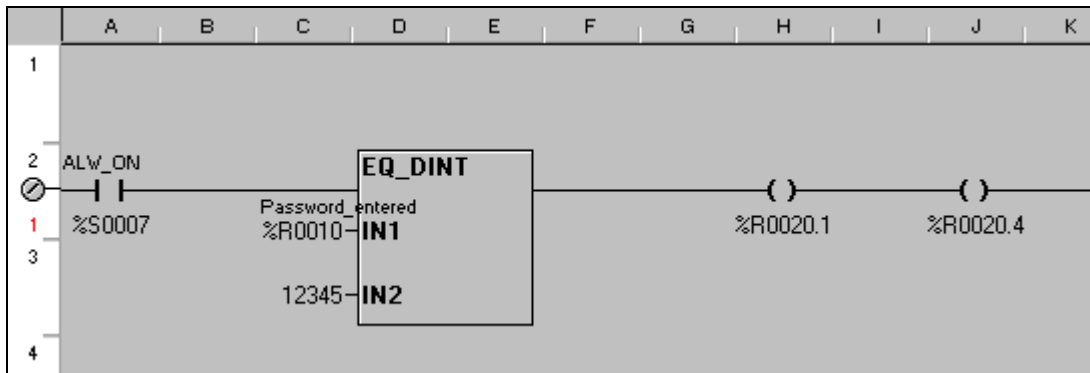 A B C D E F G H I J K
1
2 ALW_ON EQ_DINT
Password_entered
1 %S0007 %R0010 IN1 %R0020.1 %R0020.4
3
12345 IN2
4